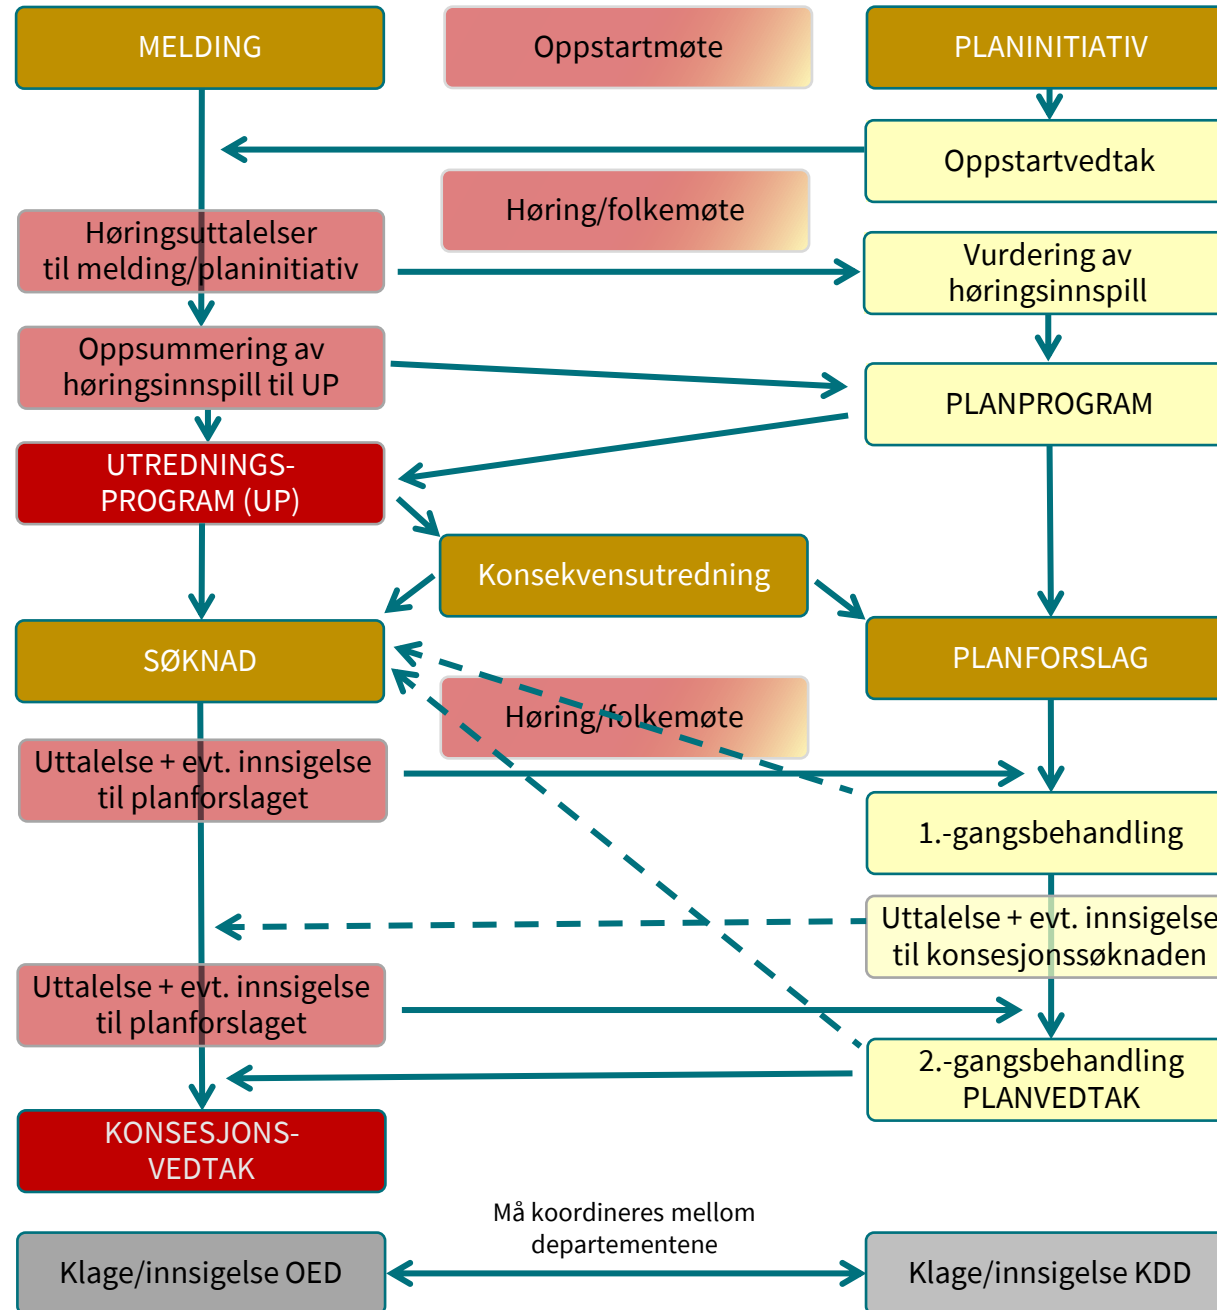 MELDING
Oppstartmøte
PLANINITIATIV
Oppstartvedtak
Høring/folkemøte
Høringsuttalelser
til melding/planinitiativ
Vurdering av
høringsinnspill
Oppsummering av
høringsinnspill til UP
PLANPROGRAM
UTREDNINGS-
PROGRAM (UP)
Konsekvensutredning
SØKNAD
PLANFORSLAG
Høring/folkemøte
Uttalelse + evt. innsigelse
til planforslaget
1.-gangsbehandling
Uttalelse + evt. innsigelse
til konsesjonssøknaden
Uttalelse + evt. innsigelse
til planforslaget
2.-gangsbehandling
PLANVEDTAK
KONSESJONS-
VEDTAK
Må koordineres mellom
departementene
Klage/innsigelse OED
Klage/innsigelse KDD